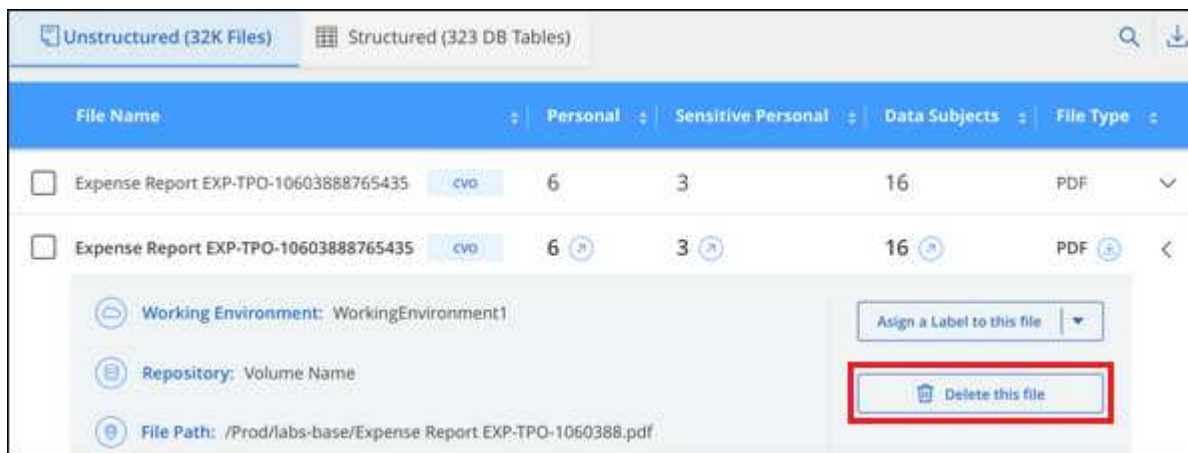 Unstructured (32K Files) Structured (323 DB Tables)
File Name Personal Sensitive Personal Data Subjects File Type
Expense Report EXP-TPO-10603888765435 CVO 6 3 16 PDF
Expense Report EXP-TPO-10603888765435 CVO 6 3 16 PDF
Working Environment: WorkingEnvironment1
Asign a Label to this file
Repository: Volume Name
Delete this file
File Path: /Prod/labs-base/Expense Report EXP-TPO-1060388.pdf